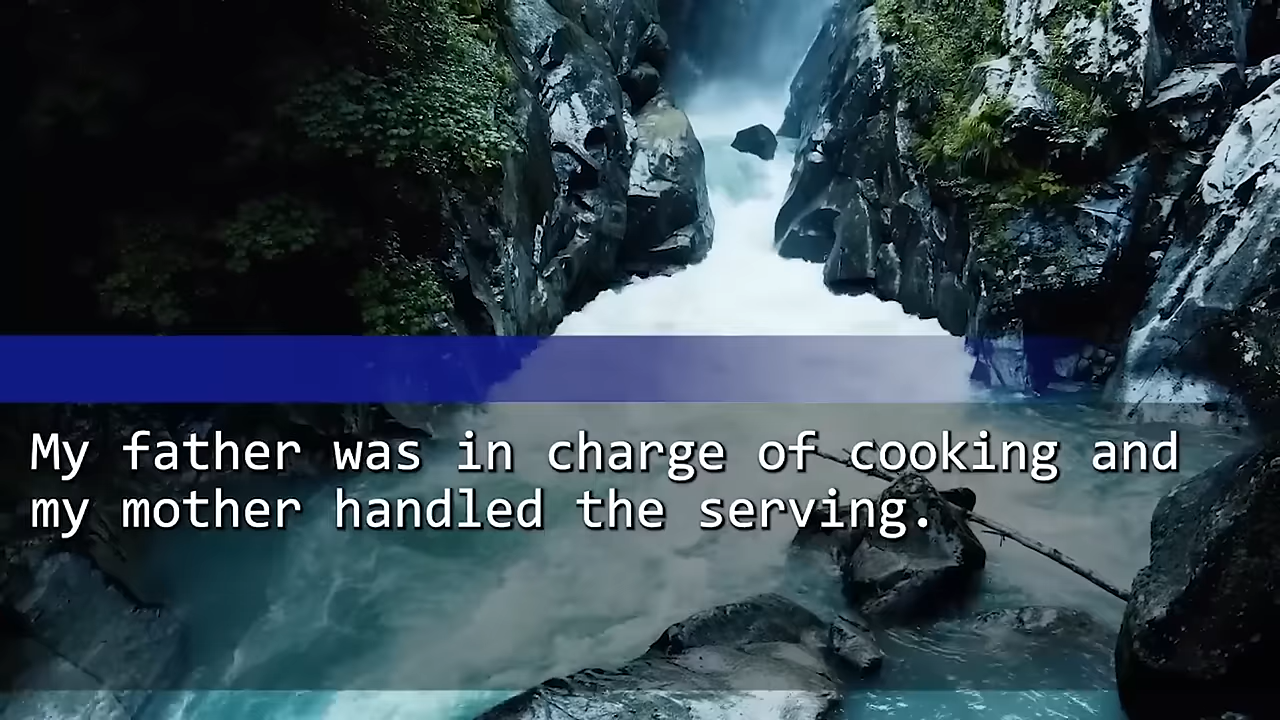 My father was in charge of cooking and
my mother handled the serving.